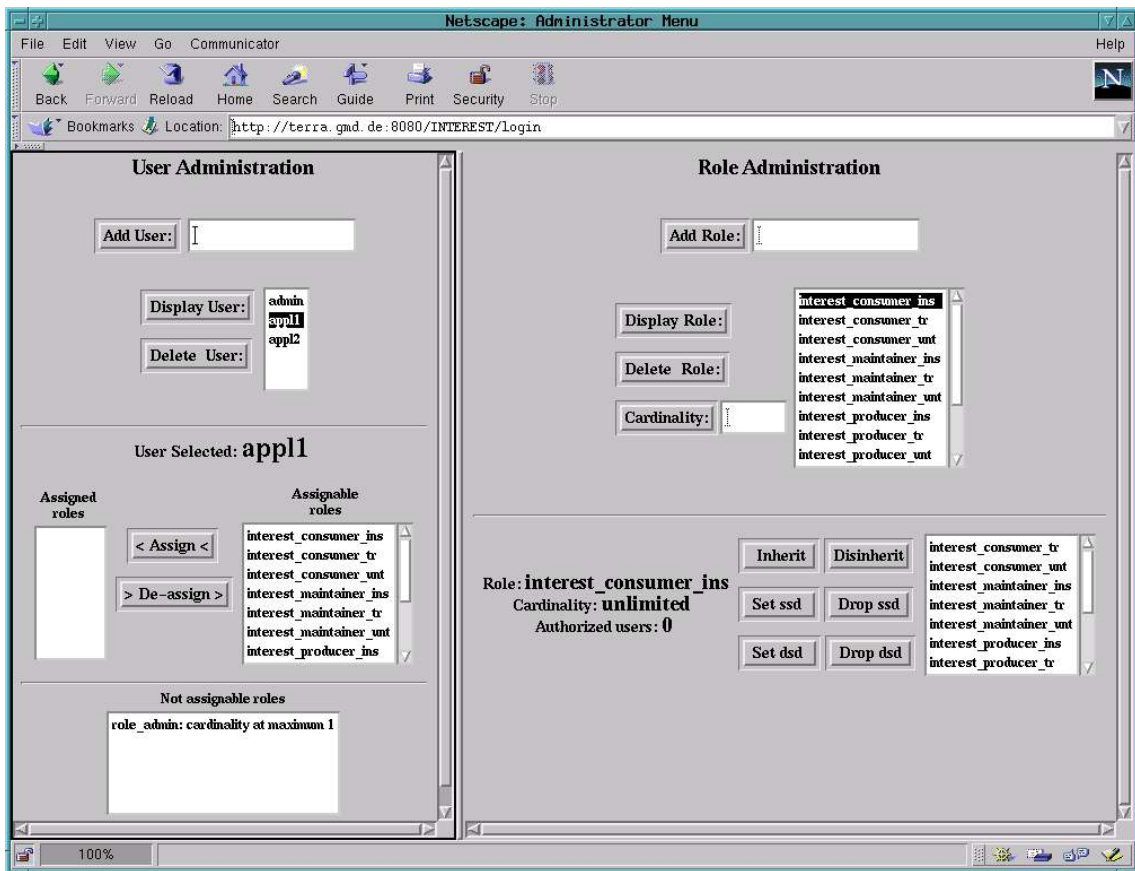 Netscape: Administrator Menu
File Edit View Go Communicator Help
Back Forward Reload Home Search Guide Print Security Stop
N
Bookmarks Location: http://terra.gmd.de:8080/INTEREST/login
User Administration
Add User:
Display User:
Delete User:
admin
appl1
appl2
User Selected: appl1
Assigned
roles
< Assign <
> De-assign >
Assignable
roles
interest_consumer_ins
interest_consumer_tr
interest_consumer_unt
interest_maintainer_ins
interest_maintainer_tr
interest_maintainer_unt
interest_producer_ins
Not assignable roles
role_admin: cardinality at maximum 1
Role Administration
Add Role:
Display Role:
Delete Role:
Cardinality:
interest_consumer_ins
interest_consumer_tr
interest_consumer_unt
interest_maintainer_ins
interest_maintainer_tr
interest_maintainer_unt
interest_producer_ins
interest_producer_tr
interest_producer_unt
Role: interest_consumer_ins
Cardinality: unlimited
Authorized users: 0
Inherit Disinherit
Set ssd Drop ssd
Set dsd Drop dsd
interest_consumer_tr
interest_consumer_unt
interest_maintainer_ins
interest_maintainer_tr
interest_maintainer_unt
interest_producer_ins
interest_producer_tr
100%